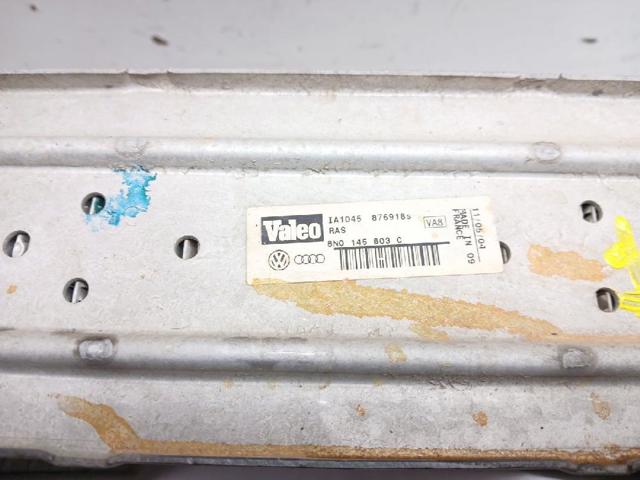 Valeo
IA1045 876918S
RAS
8N0 145 803 C
VA8
11/05/04
MADE IN 09
FRANCE